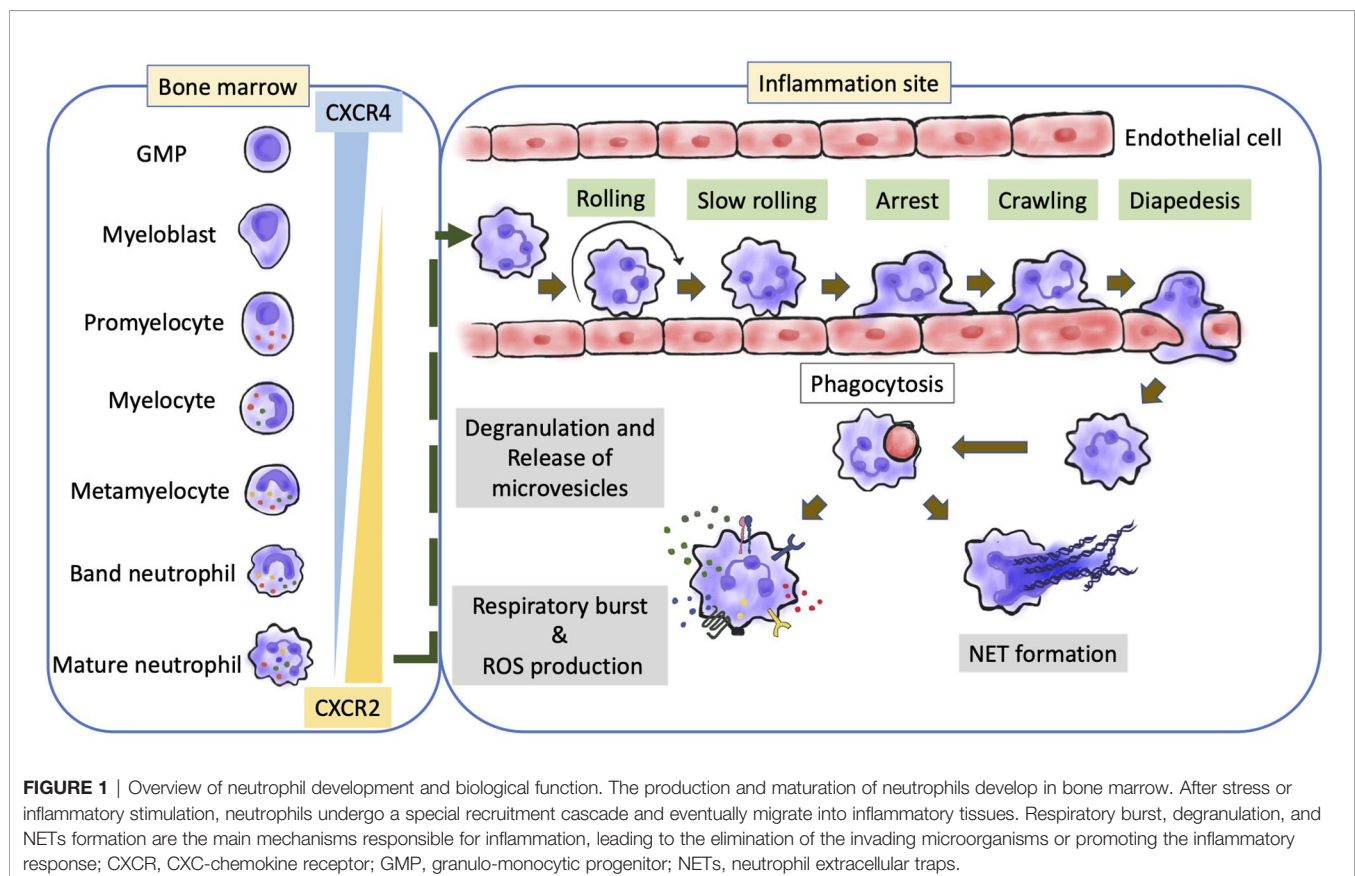 Bone marrow
CXCR4
GMP
Myeloblast
Promyelocyte
Myelocyte
Metamyelocyte
Band neutrophil
Mature neutrophil
CXCR2
Inflammation site
Endothelial cell
Rolling
Slow rolling
Arrest
Crawling
Diapedesis
Phagocytosis
Degranulation and
Release of
microvesicles
Respiratory burst
&
ROS production
NET formation
FIGURE 1 | Overview of neutrophil development and biological function. The production and maturation of neutrophils develop in bone marrow. After stress or
inflammatory stimulation, neutrophils undergo a special recruitment cascade and eventually migrate into inflammatory tissues. Respiratory burst, degranulation, and
NETs formation are the main mechanisms responsible for inflammation, leading to the elimination of the invading microorganisms or promoting the inflammatory
response; CXCR, CXC-chemokine receptor; GMP, granulo-monocytic progenitor; NETs, neutrophil extracellular traps.